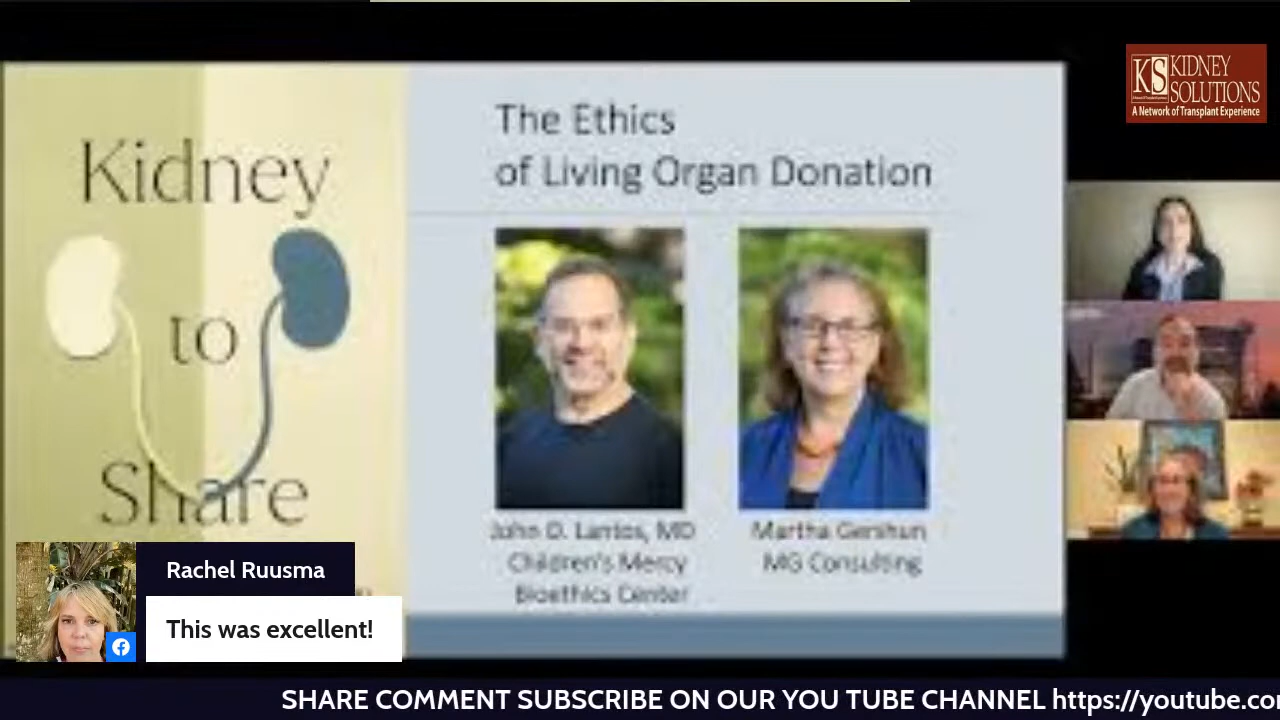 KS
KIDNEY
SOLUTIONS
A Network of Transplant Experience
Kidney
to
Share
The Ethics
of Living Organ Donation
John D. Lantos, MD
Children's Mercy
Bioethics Center
Martha Gershun
MG Consulting
Rachel Ruusma
This was excellent!
SHARE COMMENT SUBSCRIBE ON OUR YOU TUBE CHANNEL https://youtube.co